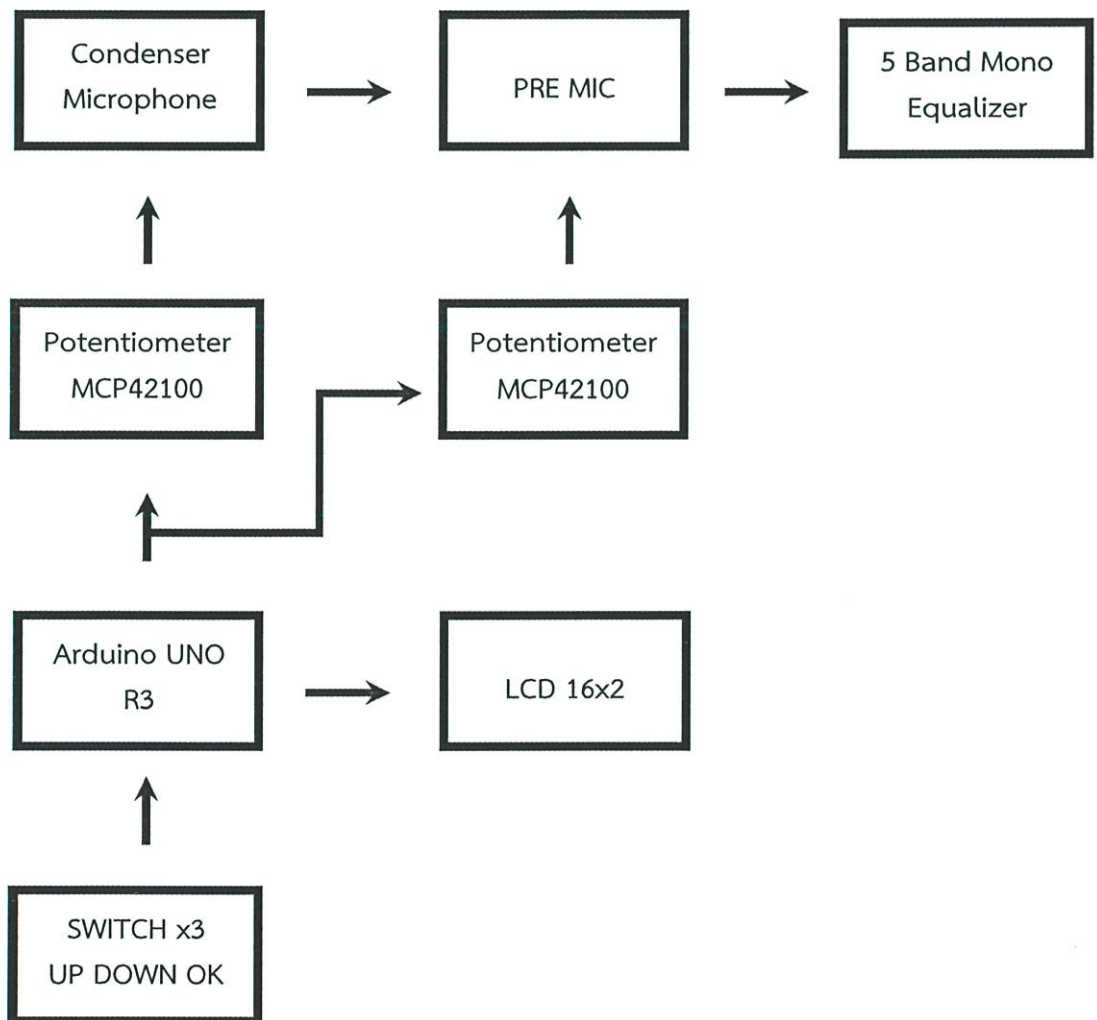 Condenser
Microphone
PRE MIC
5 Band Mono
Equalizer
Potentiometer
MCP42100
Potentiometer
MCP42100
Arduino UNO
R3
LCD 16x2
SWITCH x3
UP DOWN OK